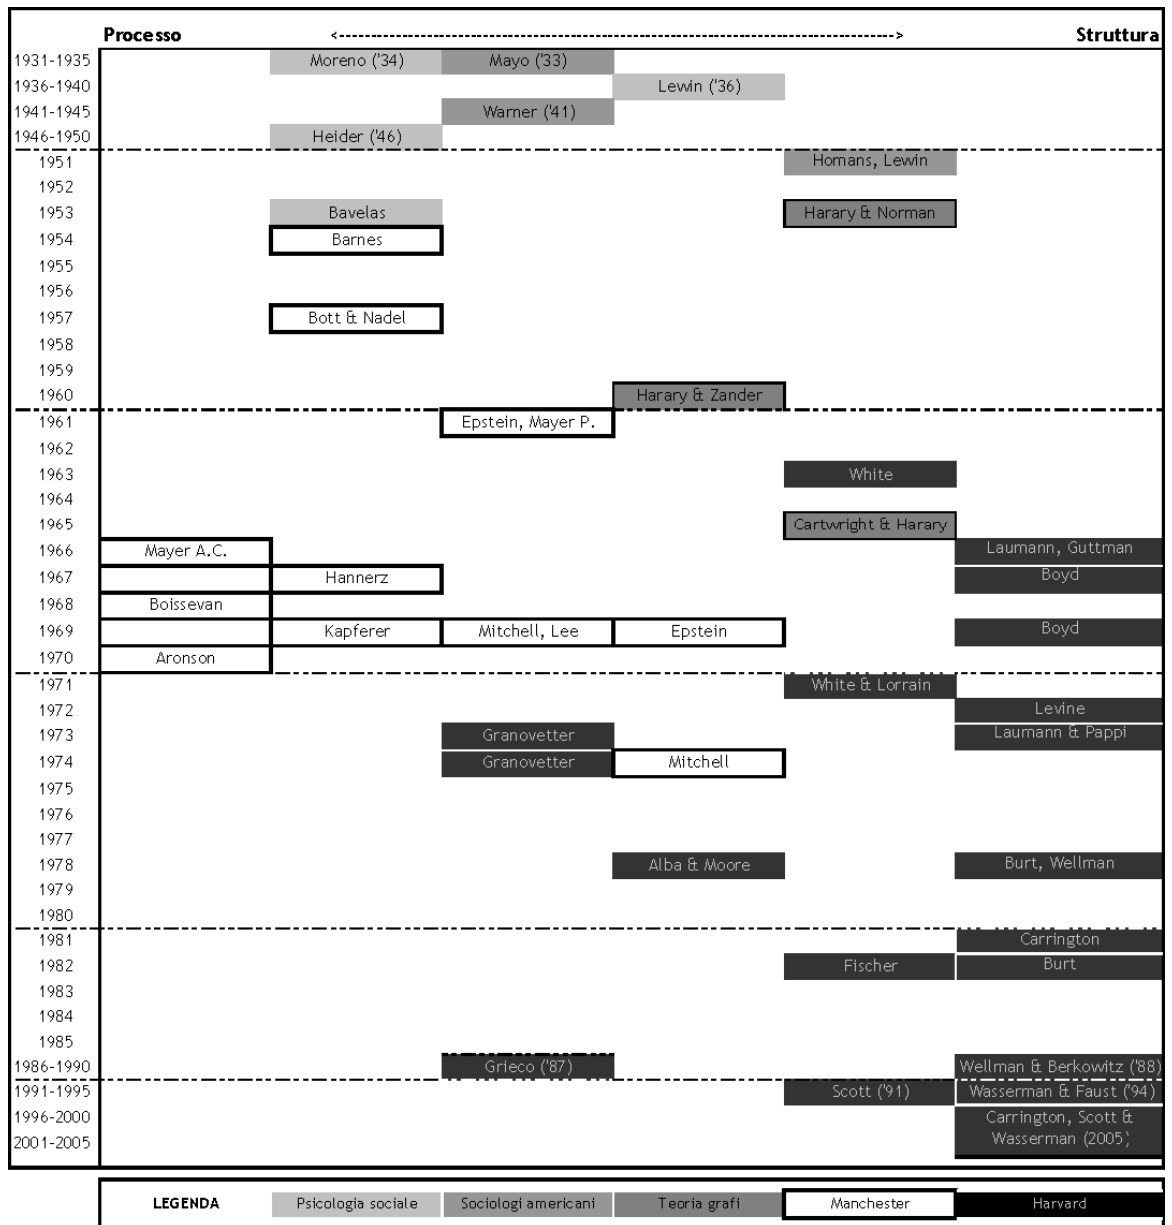 Processo <----------------------------------------------------------------------> Struttura
1931-1935 Moreno ('34) Mayo ('33)
1936-1940 Lewin ('36)
1941-1945 Warner ('41)
1946-1950 Heider ('46)
1951 Homans, Lewin
1952
1953 Bavelas Harary & Norman
1954 Barnes
1955
1956
1957 Bott & Nadel
1958
1959
1960 Harary & Zander
1961 Epstein, Mayer P.
1962
1963 White
1964
1965 Cartwright & Harary
1966 Mayer A.C. Laumann, Guttman
1967 Hannerz Boyd
1968 Boissevan
1969 Kapferer Mitchell, Lee Epstein Boyd
1970 Aronson
1971 White & Lorrain
1972 Levine
1973 Granovetter Laumann & Pappi
1974 Granovetter Mitchell
1975
1976
1977
1978 Alba & Moore Burt, Wellman
1979
1980
1981 Carrington
1982 Fischer Burt
1983
1984
1985
1986-1990 Grieco ('87) Wellman & Berkowitz ('88)
1991-1995 Scott ('91) Wasserman & Faust ('94)
1996-2000 Carrington, Scott &
2001-2005 Wasserman (2005)
LEGENDA Psicologia sociale Sociologi americani Teoria grafi Manchester Harvard